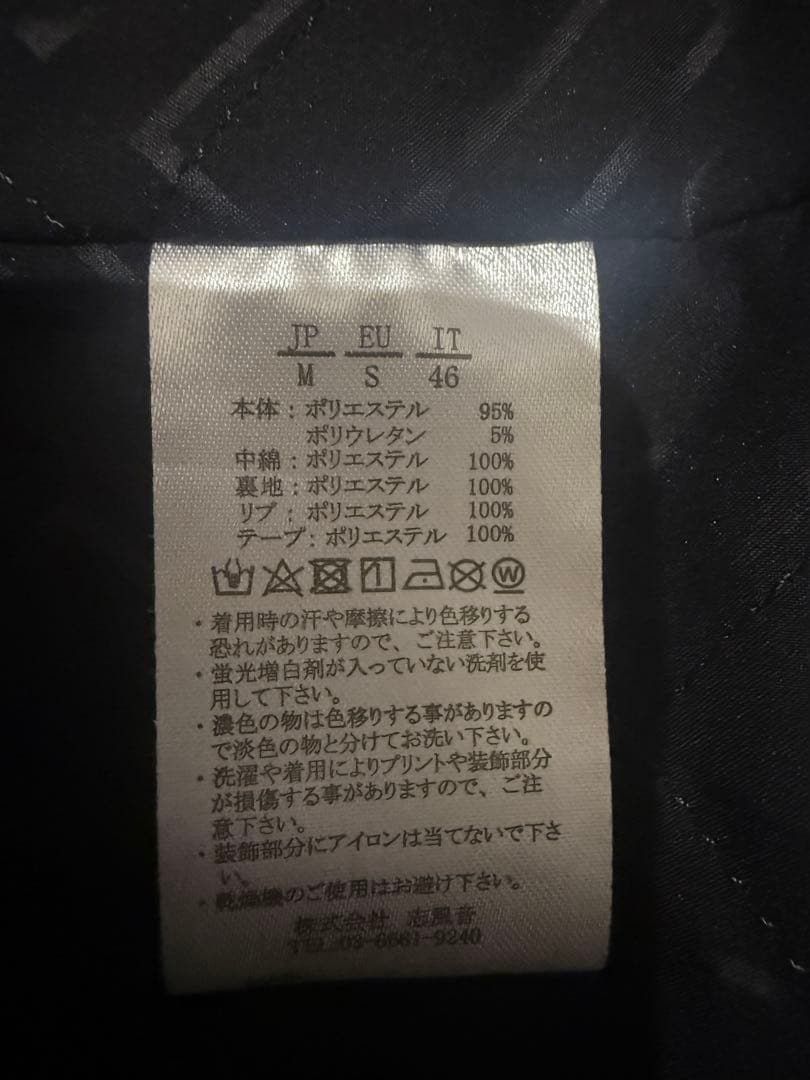 JP EU IT
M S 46
本体：ポリエステル 95%
ポリウレタン 5%
中綿：ポリエステル 100%
裏地：ポリエステル 100%
リブ：ポリエステル 100%
テープ：ポリエステル 100%
W
・着用時の汗や摩擦により色移りする
恐れがありますので、ご注意下さい。
・蛍光増白剤が入っていない洗剤を使
用して下さい。
・濃色の物は色移りする事がありますの
で淡色の物と分けてお洗い下さい。
・洗濯や着用によりプリントや装飾部分
が損傷する事がありますので、ご注
意下さい。
・装飾部分にアイロンは当てないで下さ
い。
・乾燥機のご使用はお避け下さい。
株式会社 志風音
TEL:03-6661-9240